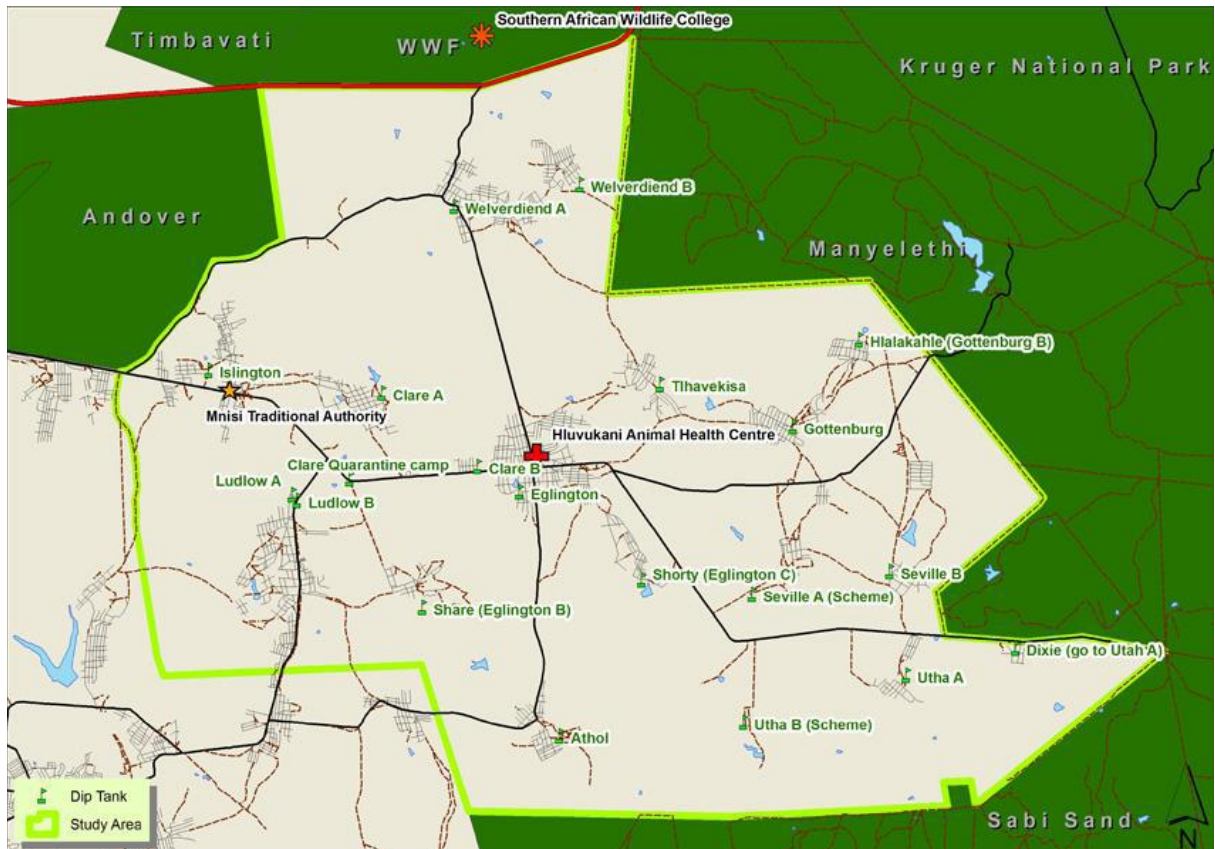 Southern African Wildlife College
Timbavati
WWF
Kruger National Park
Andover
Welverdiend B
Welverdiend A
Manyelethi
Hlalakahle (Gottenburg B)
Islington
Tlhavekisa
Clare A
Mnisi Traditional Authority
Gottenburg
Hluvukani Animal Health Centre
Clare Quarantine camp
Clare B
Ludlow A
Eglington
Ludlow B
Shorty (Eglington C)
Seville B
Seville A (Scheme)
Share (Eglington B)
Dixie (go to Utah A)
Utha A
Utha B (Scheme)
Athol
Dip Tank
Study Area
Sabi Sand
N